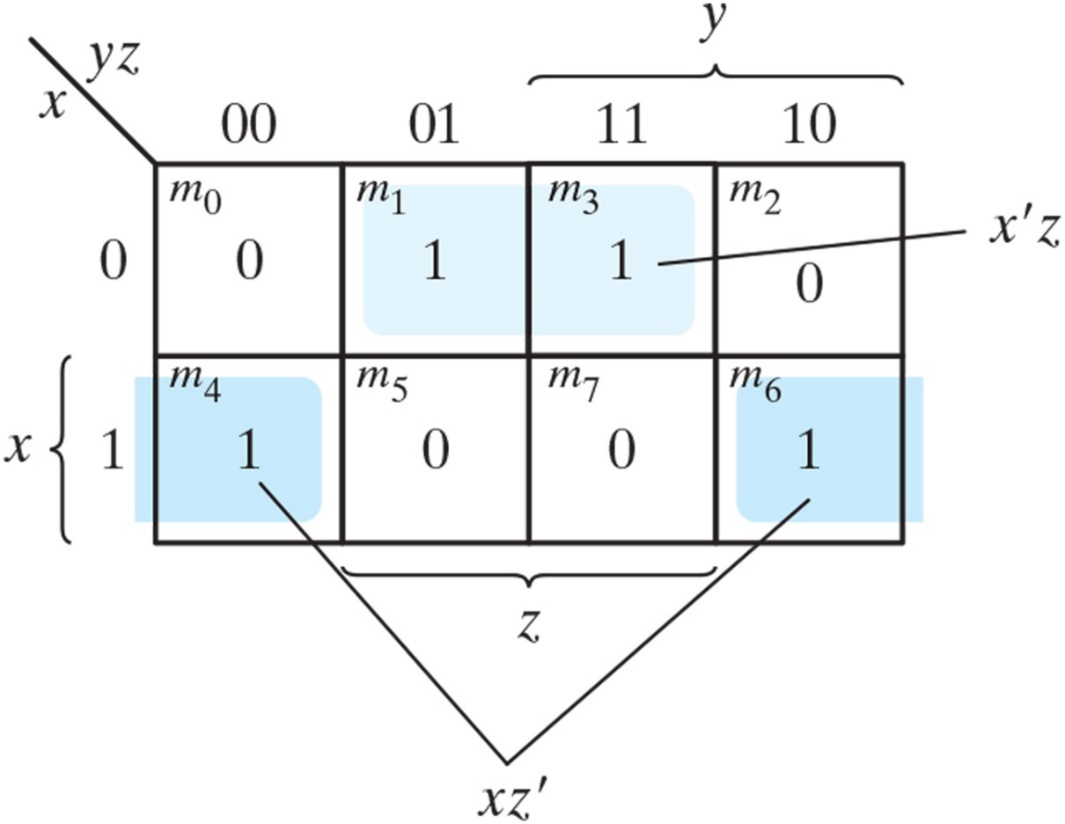 y
yz
x
00 01 11 10
m₀ m₁ m₃ m₂
x′z
0 0 1 1 0
m₄ m₅ m₇ m₆
x { 1 1 0 0 1
z
xz′